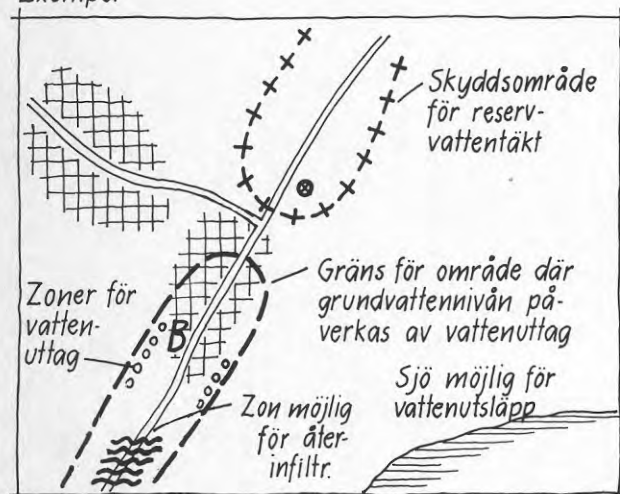 Skyddsområde
för reserv-
vattentäkt
Gräns för område där
grundvattennivån på-
verkas av vattenuttag
Zoner för
vatten-
uttag
B
Sjö möjlig för
vattenutsläpp
Zon möjlig
för åter-
infiltr.